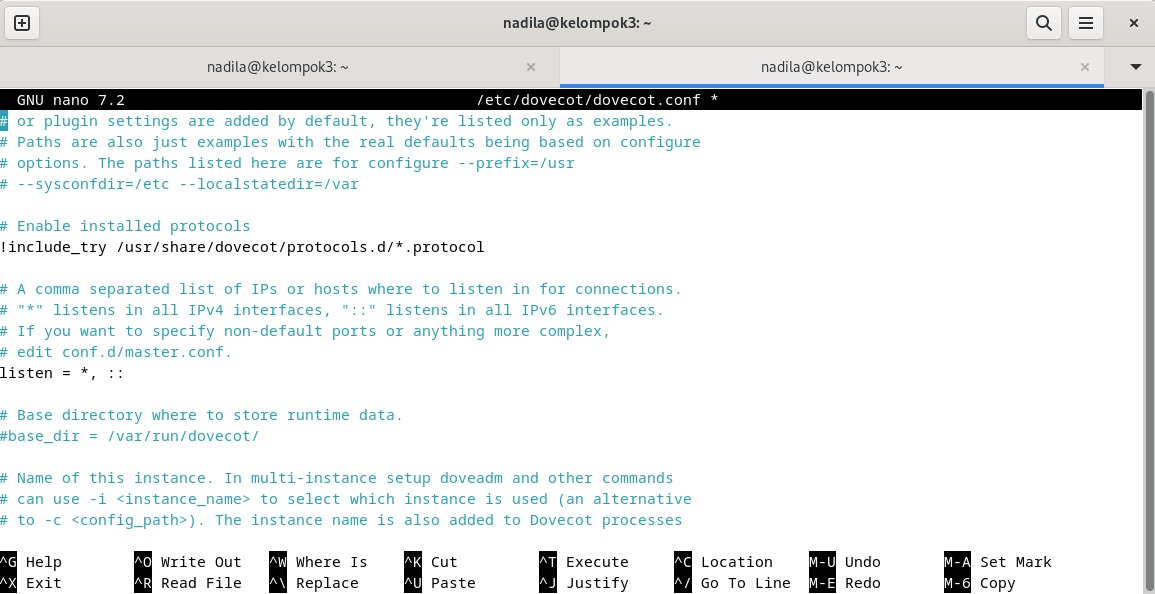 nadila@kelompok3: ~
nadila@kelompok3: ~
nadila@kelompok3: ~
GNU nano 7.2 /etc/dovecot/dovecot.conf *
# or plugin settings are added by default, they're listed only as examples.
# Paths are also just examples with the real defaults being based on configure
# options. The paths listed here are for configure --prefix=/usr
# --sysconfdir=/etc --localstatedir=/var
# Enable installed protocols
!include_try /usr/share/dovecot/protocols.d/*.protocol
# A comma separated list of IPs or hosts where to listen in for connections.
# "*" listens in all IPv4 interfaces, "::" listens in all IPv6 interfaces.
# If you want to specify non-default ports or anything more complex,
# edit conf.d/master.conf.
listen = *, ::
# Base directory where to store runtime data.
#base_dir = /var/run/dovecot/
# Name of this instance. In multi-instance setup doveadm and other commands
# can use -i <instance_name> to select which instance is used (an alternative
# to -c <config_path>). The instance name is also added to Dovecot processes
^G Help ^O Write Out ^W Where Is ^K Cut ^T Execute ^C Location M-U Undo M-A Set Mark
^X Exit ^R Read File ^\ Replace ^U Paste ^J Justify ^/ Go To Line M-E Redo M-6 Copy